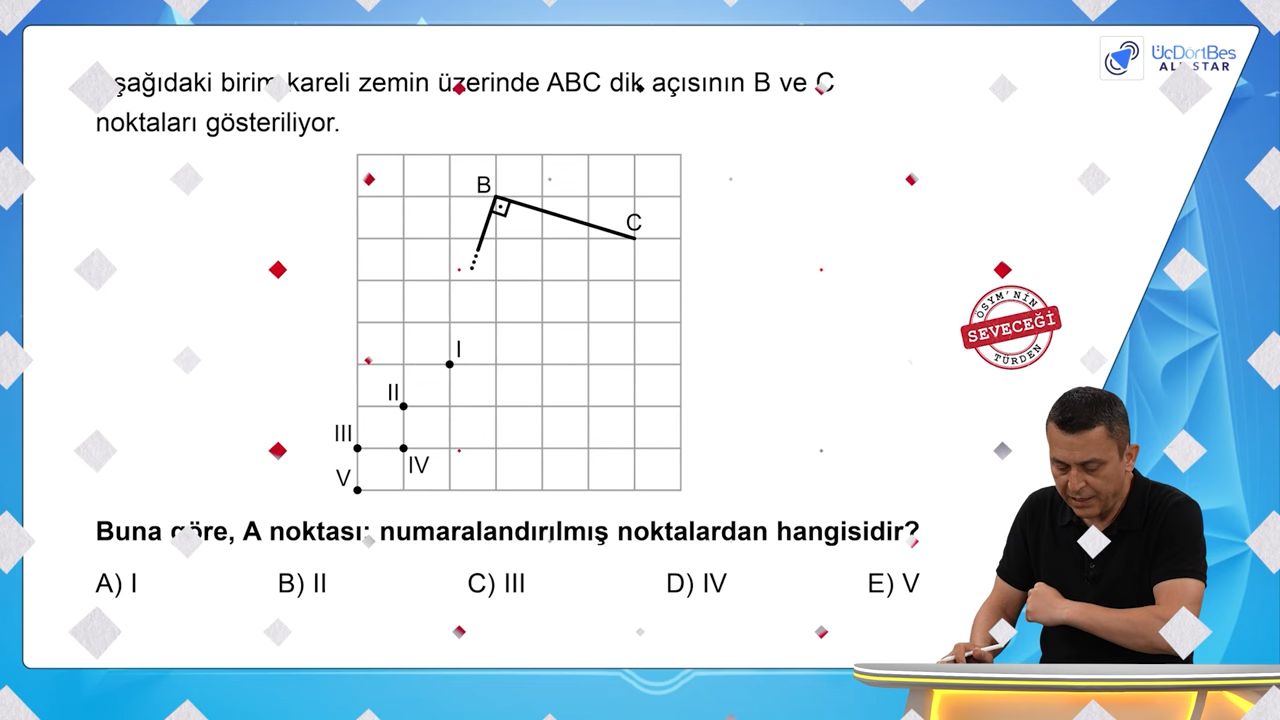 şağıdaki birim kareli zemin üzerinde ABC dik açısının B ve C
noktaları gösteriliyor.
B
C
I
II
III
IV
V
Buna göre, A noktası; numaralandırılmış noktalardan hangisidir?
A) I B) II C) III D) IV E) V
ÜçDörtBeş
ALL STAR
ÖSYM'NİN
SEVECEĞİ
TÜRDEN